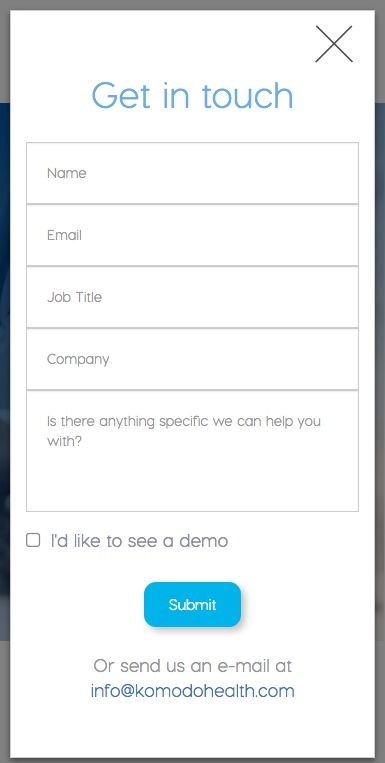 Get in touch
Name
Email
Job Title
Company
Is there anything specific we can help you
with?
I'd like to see a demo
Submit
Or send us an e-mail at
info@komodohealth.com